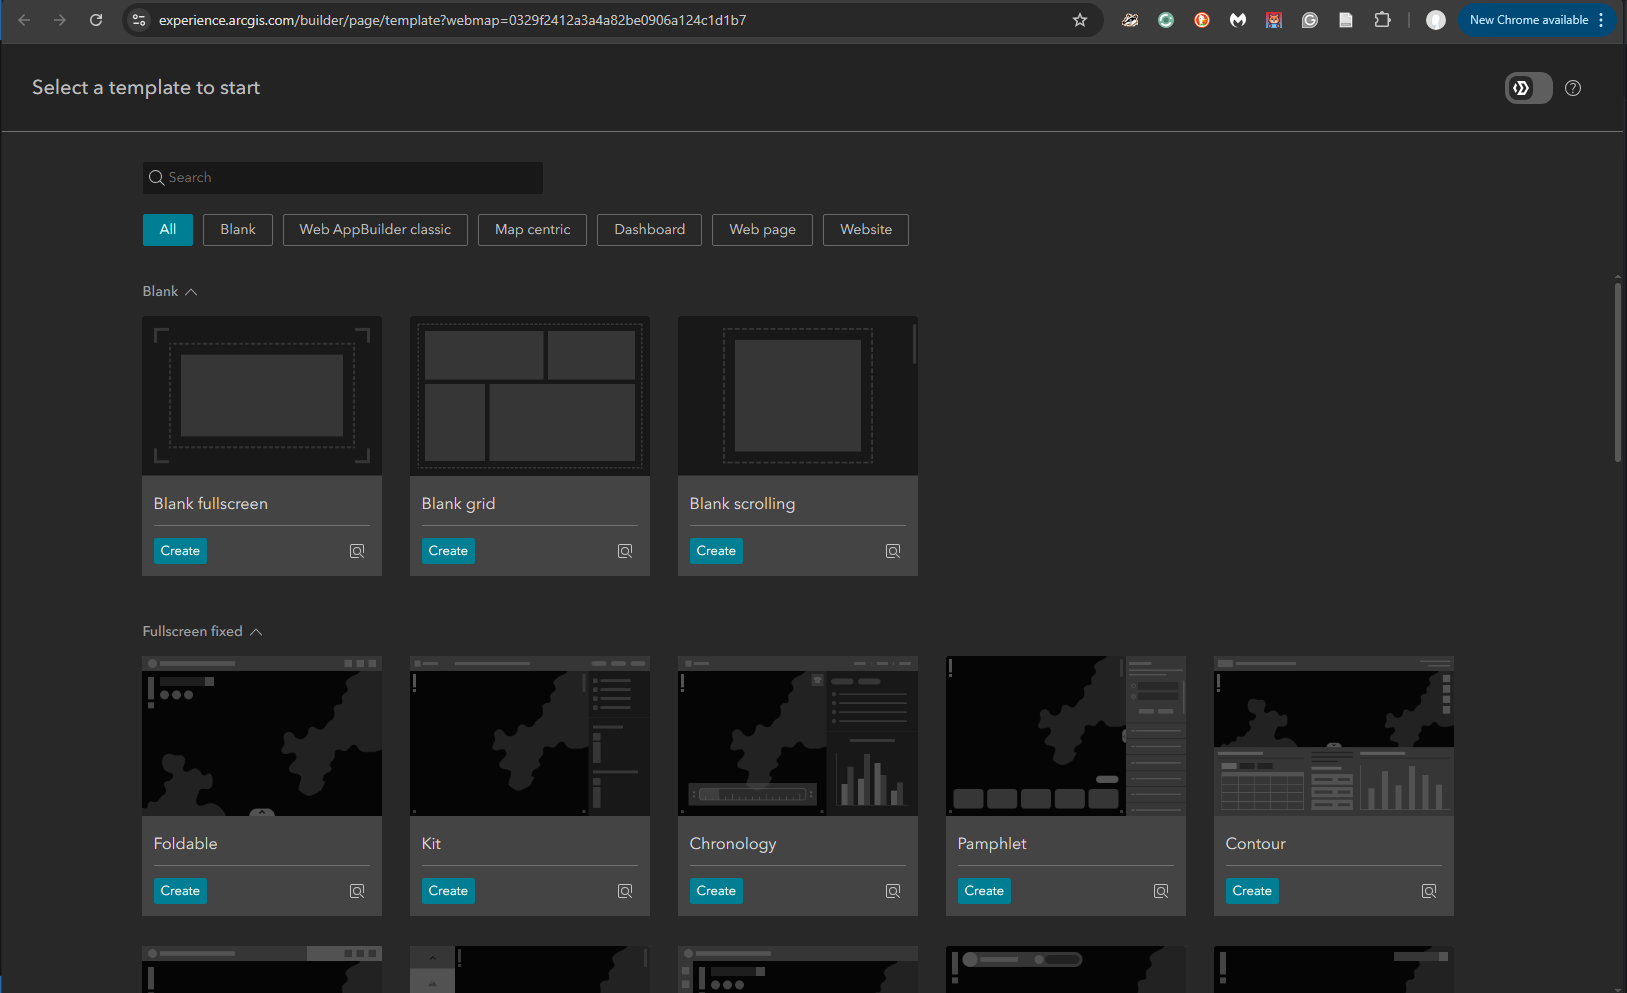 experience.arcgis.com/builder/page/template?webmap=0329f2412a3a4a82be0906a124c1d1b7
New Chrome available
Select a template to start
Search
All
Blank
Web AppBuilder classic
Map centric
Dashboard
Web page
Website
Blank
Blank fullscreen
Blank grid
Blank scrolling
Create
Create
Create
Fullscreen fixed
Foldable
Kit
Chronology
Pamphlet
Contour
Create
Create
Create
Create
Create